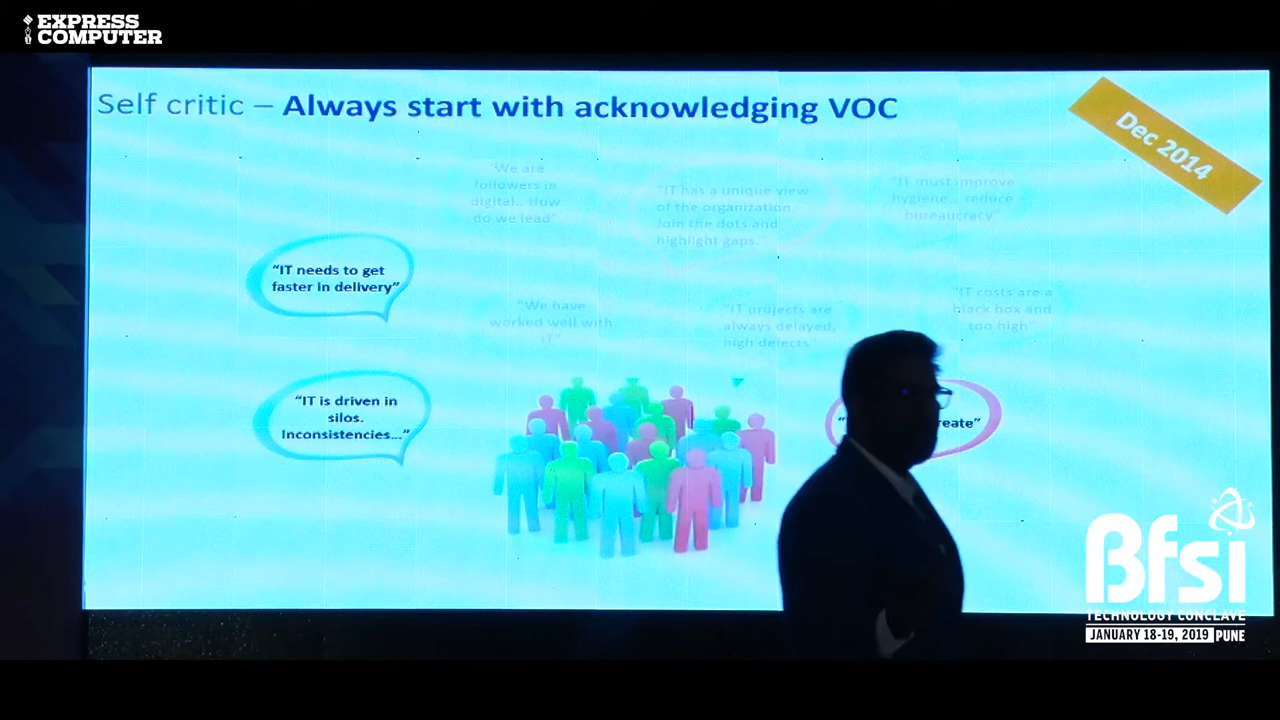 EXPRESS
COMPUTER
Self critic – Always start with acknowledging VOC
Dec 2014
"We are
followers in
digital.. How
do we lead"
"IT has a unique view
of the organization.
Join the dots and
highlight gaps."
"IT must improve
hygiene... reduce
bureaucracy"
"IT needs to get
faster in delivery"
"We have
worked well with
IT"
"IT projects are
always delayed,
high defects"
"IT costs are a
black box and
too high"
"IT is driven in
silos.
Inconsistencies..."
Bfsi
TECHNOLOGY CONCLAVE
JANUARY 18-19, 2019 PUNE